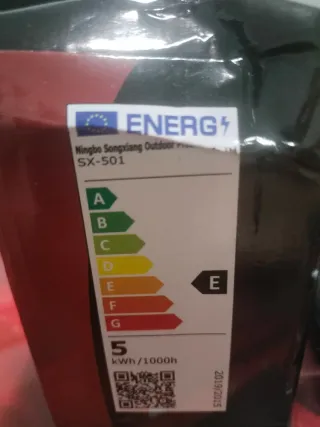 ENERG
Ningbo Songxiang Outdoor
SX-501
A
B
C
D
E
E
F
G
5
kWh/1000h
2019/2015